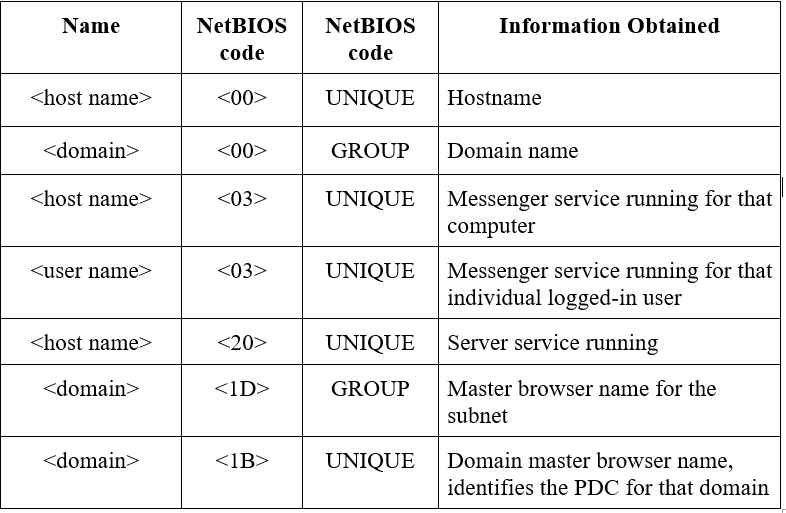 Name NetBIOS code NetBIOS code Information Obtained
<host name> <00> UNIQUE Hostname
<domain> <00> GROUP Domain name
<host name> <03> UNIQUE Messenger service running for that
computer
<user name> <03> UNIQUE Messenger service running for that
individual logged-in user
<host name> <20> UNIQUE Server service running
<domain> <1D> GROUP Master browser name for the
subnet
<domain> <1B> UNIQUE Domain master browser name,
identifies the PDC for that domain